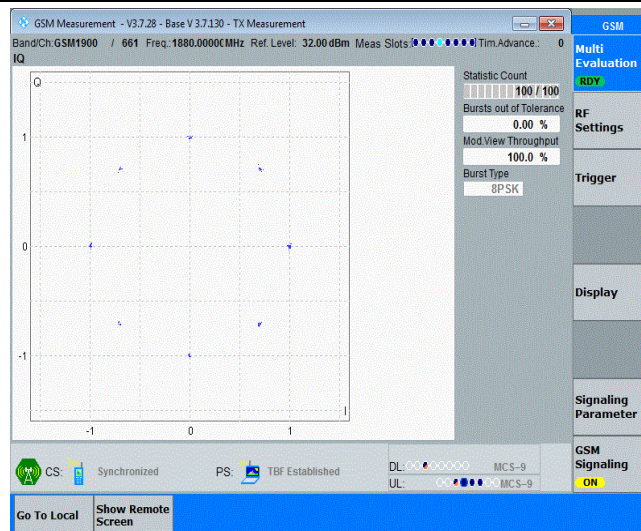 GSM Measurement - V3.7.28 - Base V 3.7.130 - TX Measurement
GSM
Band/Ch:GSM1900 / 661 Freq.:1880.00000MHz Ref. Level: 32.00dBm Meas Slots: Tim.Advance.: 0
IQ
Multi
Evaluation
RDY
Q
Statistic Count
100 / 100
Bursts out of Tolerance
0.00 %
Mod.View Throughput
100.0 %
Burst Type
8PSK
1
0
-1
I
-1 0 1
RF
Settings
Trigger
Display
Signaling
Parameter
GSM
Signaling
ON
CS: Synchronized PS: TBF Established
DL: MCS-9
UL: MCS-9
Go To Local
Show Remote
Screen